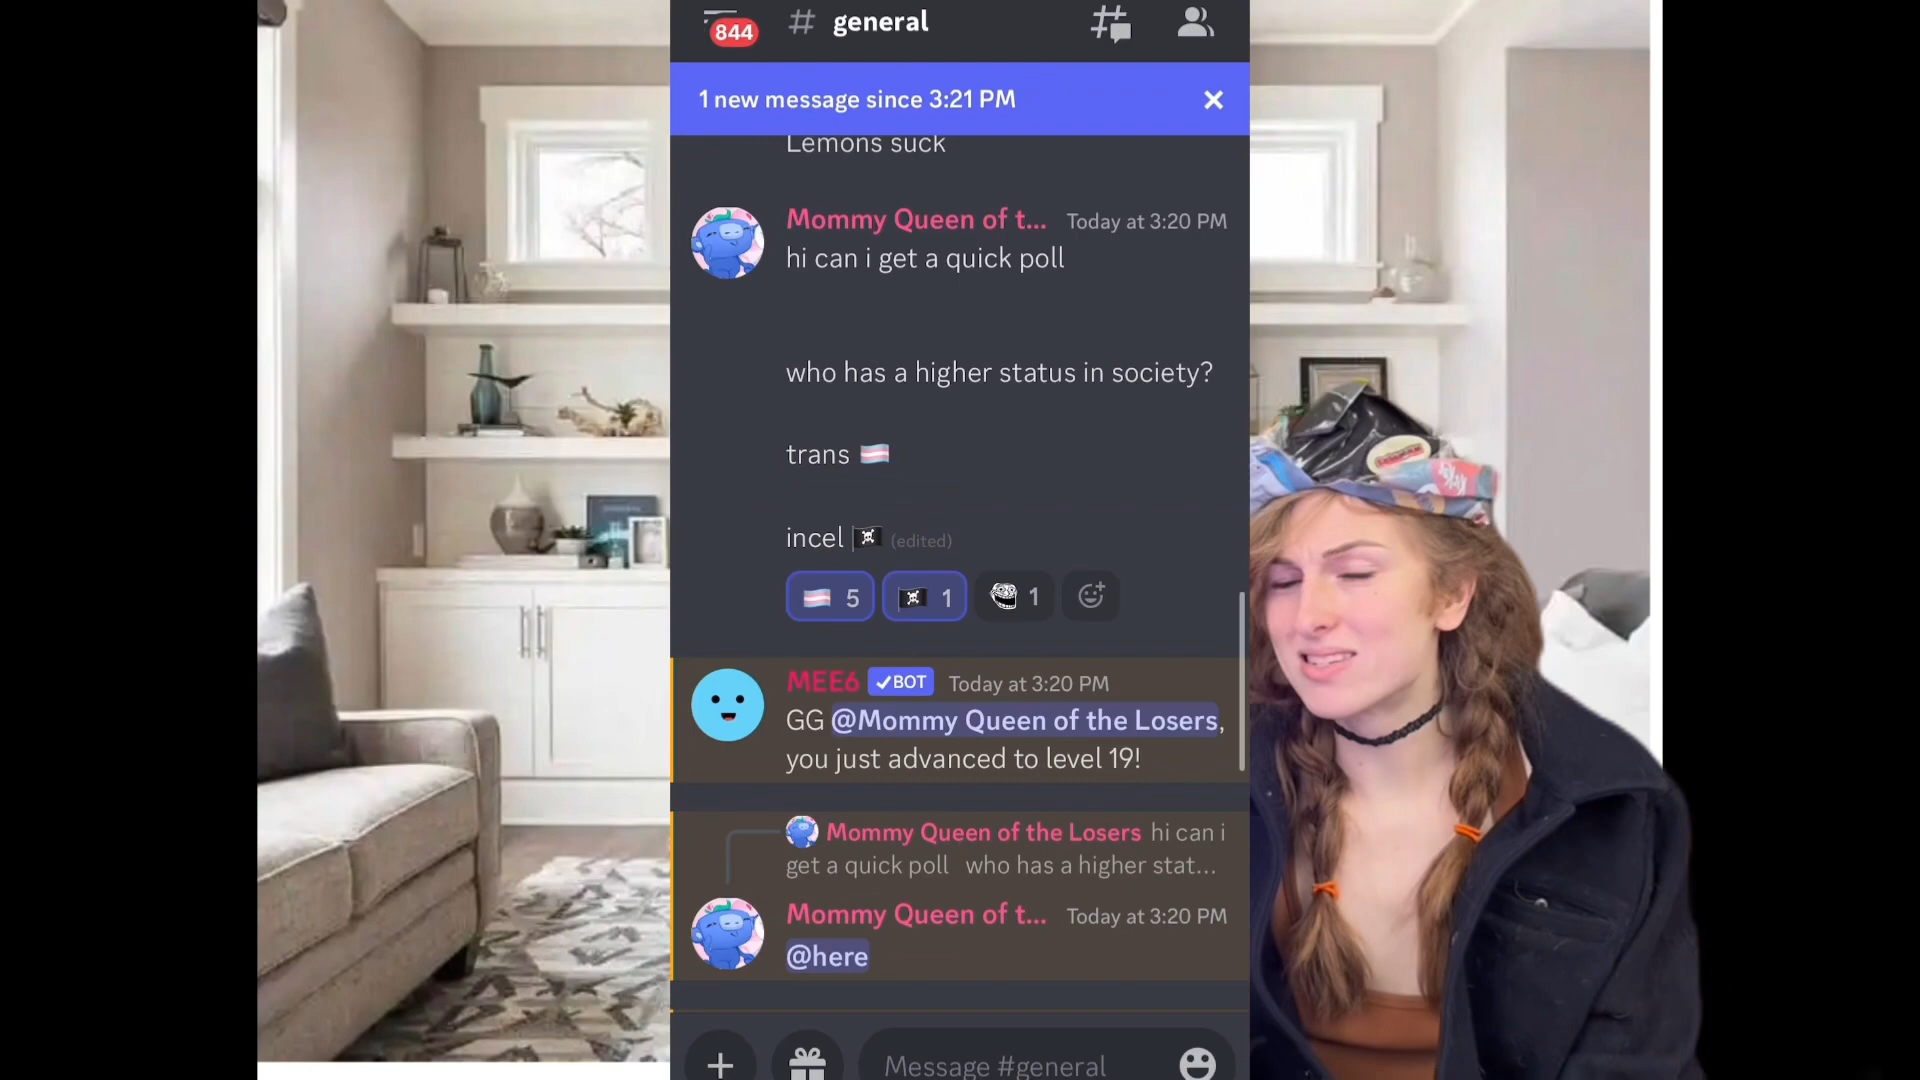 844
# general
1 new message since 3:21 PM
Lemons suck
Mommy Queen of t... Today at 3:20 PM
hi can i get a quick poll
who has a higher status in society?
trans
incel (edited)
5 1 1
MEE6 BOT Today at 3:20 PM
GG @Mommy Queen of the Losers,
you just advanced to level 19!
Mommy Queen of the Losers hi can i
get a quick poll who has a higher stat...
Mommy Queen of t... Today at 3:20 PM
@here
Message #general